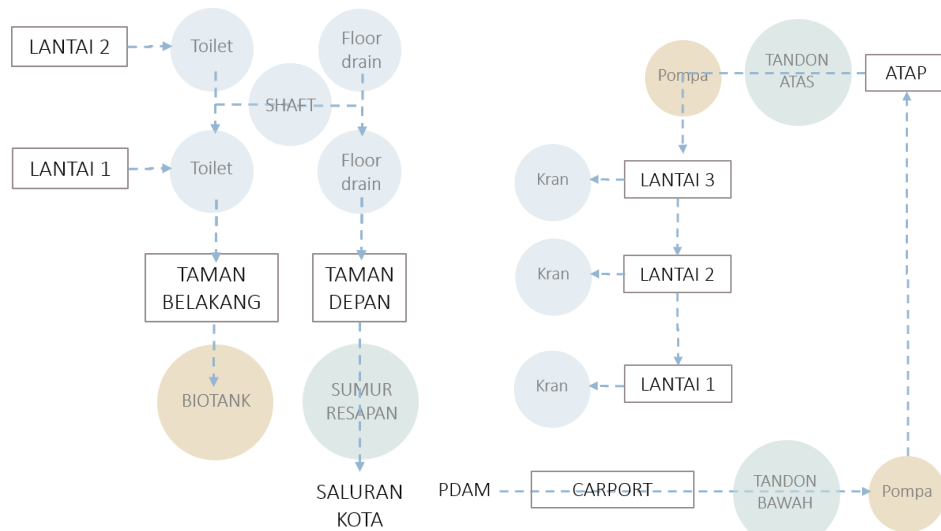 LANTAI 2
Toilet
Floor
drain
SHAFT
LANTAI 1
Toilet
Floor
drain
TAMAN
BELAKANG
TAMAN
DEPAN
BIOTANK
SUMUR
RESAPAN
SALURAN
KOTA
Pompa
TANDON
ATAS
ATAP
Kran
LANTAI 3
Kran
LANTAI 2
Kran
LANTAI 1
PDAM
CARPORT
TANDON
BAWAH
Pompa